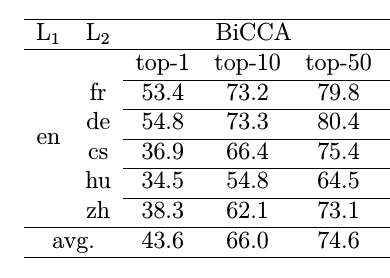 L₁ L₂ BiCCA
top-1 top-10 top-50
fr 53.4 73.2 79.8
de 54.8 73.3 80.4
en cs 36.9 66.4 75.4
hu 34.5 54.8 64.5
zh 38.3 62.1 73.1
avg. 43.6 66.0 74.6